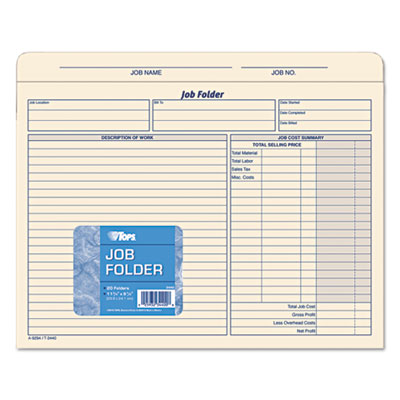 JOB NAME JOB NO.
Job Folder
Job Location Bill To Date Started
Date Completed
Date Billed
DESCRIPTION OF WORK JOB COST SUMMARY
TOTAL SELLING PRICE
Total Material
Total Labor
Sales Tax
Misc. Costs
TOPS
JOB
FOLDER
20 Folders
Total Job Cost
Gross Profit
Less Overhead Costs
Net Profit